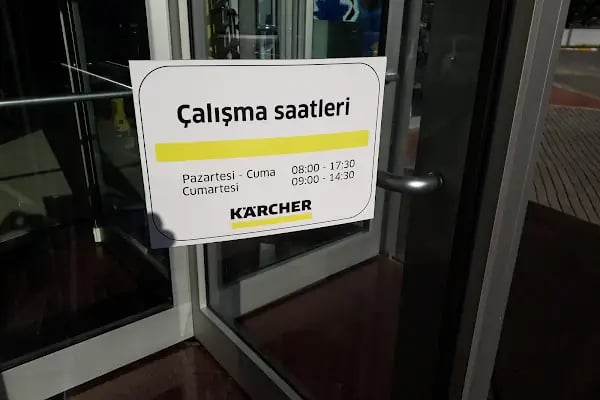 Çalışma saatleri
Pazartesi - Cuma 08:00 - 17:30
Cumartesi 09:00 - 14:30
KÄRCHER